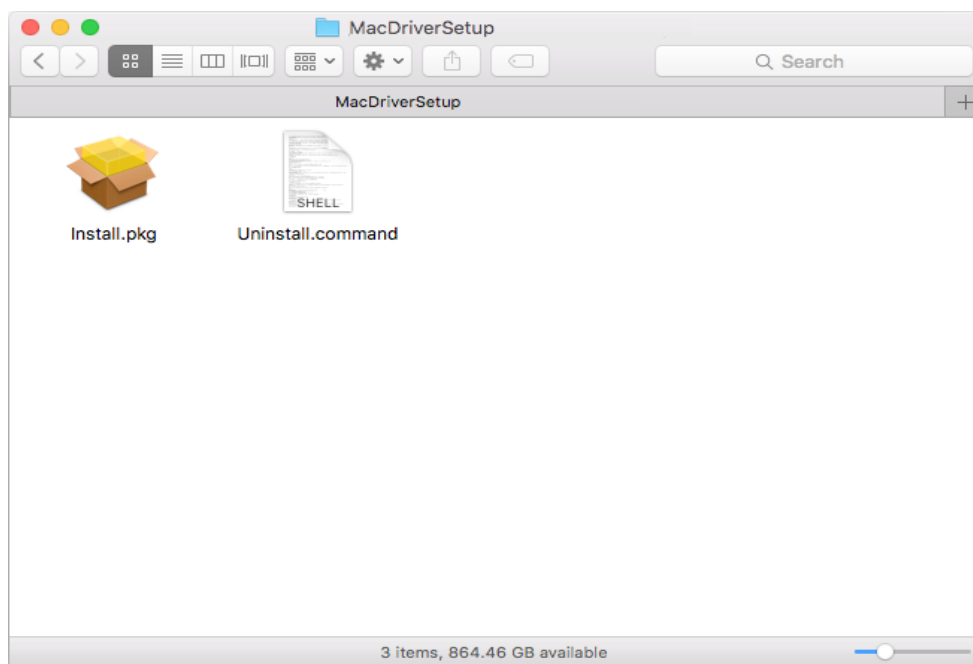 MacDriverSetup
Search
MacDriverSetup
SHELL
Install.pkg
Uninstall.command
3 items, 864.46 GB available